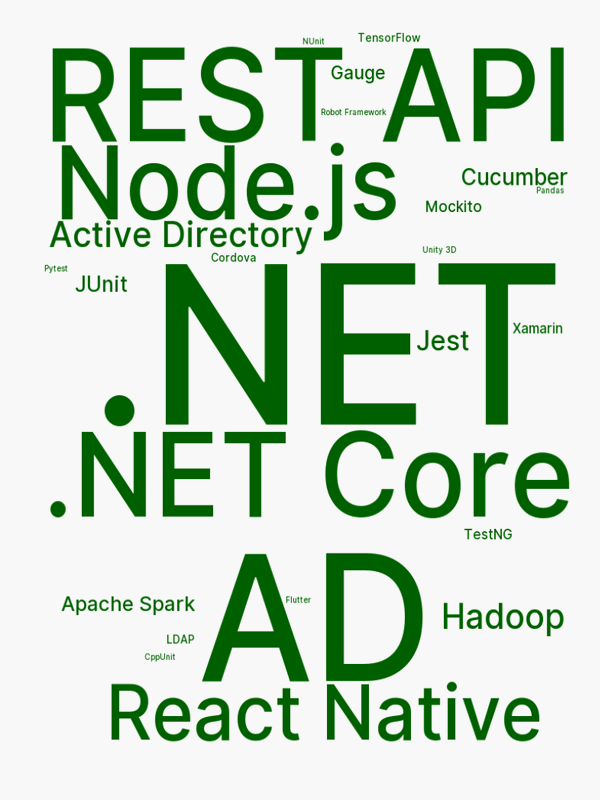 NUnit
TensorFlow
REST API
Gauge
Robot Framework
Node.js
Cucumber
Pandas
Mockito
Active Directory
Unity 3D
Cordova
Pytest
JUnit
.NET
Xamarin
Jest
.NET Core
TestNG
AD
Flutter
Apache Spark
Hadoop
LDAP
CppUnit
React Native